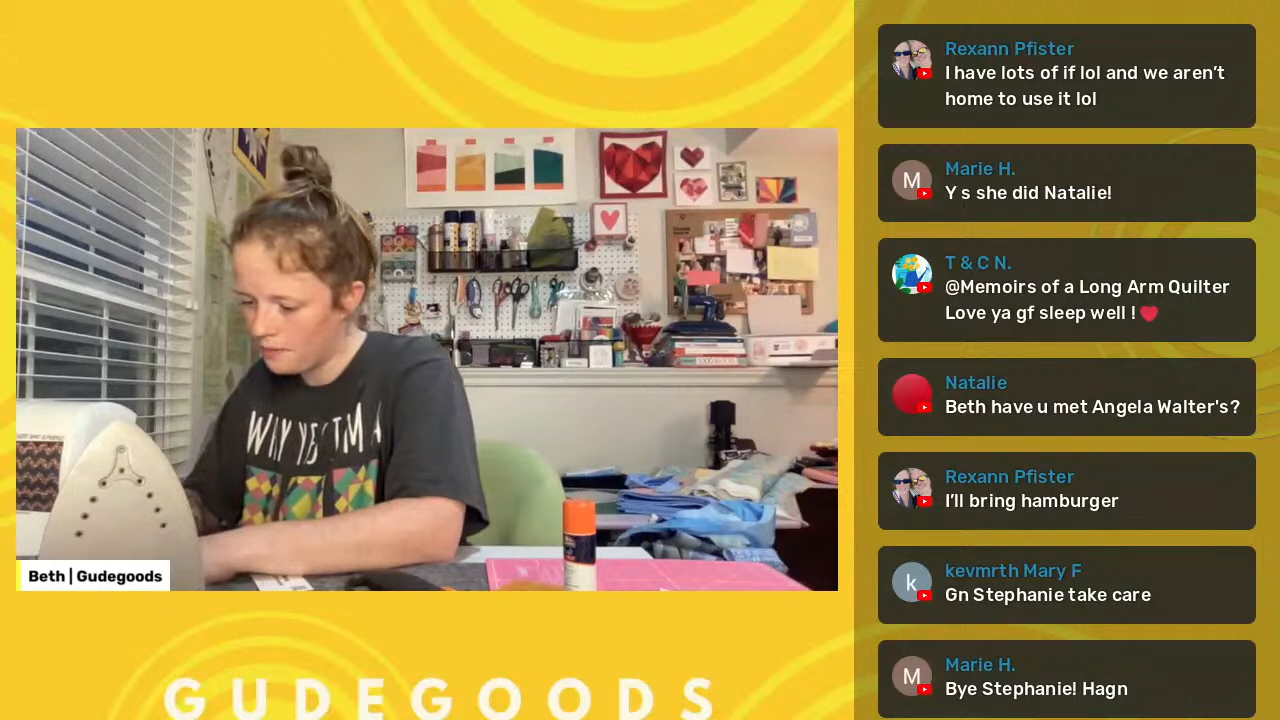 Rexann Pfister
I have lots of if lol and we aren't
home to use it lol
Marie H.
M
Y s she did Natalie!
T & C N.
@Memoirs of a Long Arm Quilter
Love ya gf sleep well ! ❤️
Natalie
Beth have u met Angela Walter's?
Rexann Pfister
I'll bring hamburger
kevmrth Mary F
k
Gn Stephanie take care
Marie H.
M
Bye Stephanie! Hagn
WHY YES I'M A
Beth | Gudegoods
GUDEGOODS